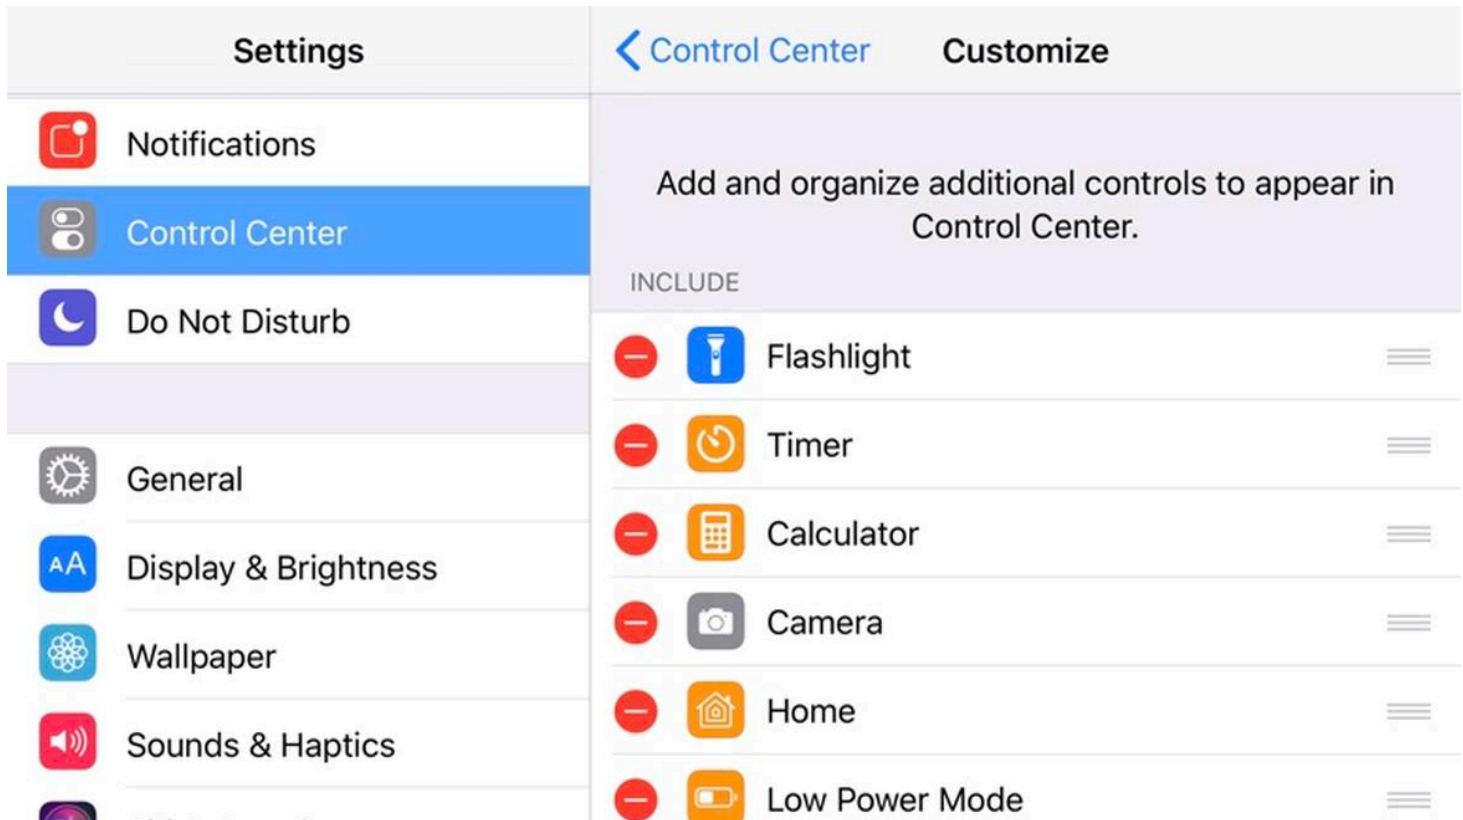 Settings
Notifications
Control Center
Do Not Disturb
General
AA
Display & Brightness
Wallpaper
Sounds & Haptics
Control Center
Customize
Add and organize additional controls to appear in
Control Center.
INCLUDE
Flashlight
Timer
Calculator
Camera
Home
Low Power Mode